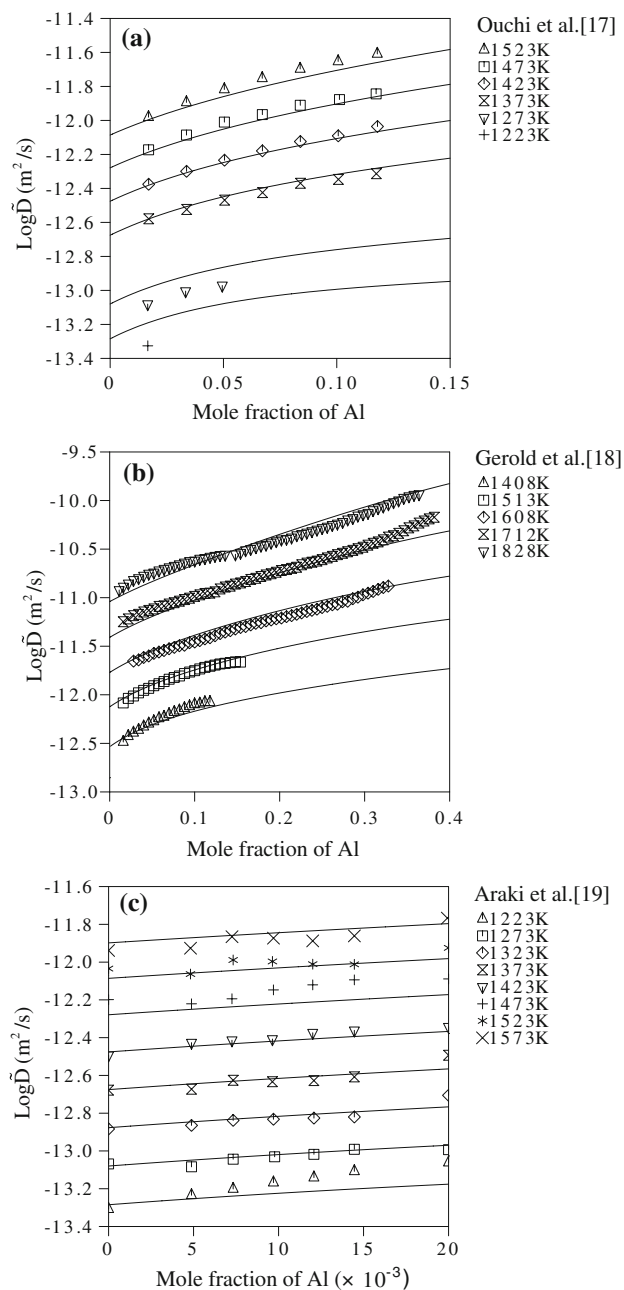 (a)
Ouchi et al.[17]
1523K
1473K
1423K
1373K
1273K
1223K
-11.4
-11.6
-11.8
-12.0
-12.2
-12.4
-12.6
-12.8
-13.0
-13.2
-13.4
LogD̃ (m²/s)
0 0.05 0.10 0.15
Mole fraction of Al
(b)
Gerold et al.[18]
1408K
1513K
1608K
1712K
1828K
-9.5
-10.0
-10.5
-11.0
-11.5
-12.0
-12.5
-13.0
LogD̃ (m²/s)
0 0.1 0.2 0.3 0.4
Mole fraction of Al
(c)
Araki et al.[19]
1223K
1273K
1323K
1373K
1423K
1473K
1523K
1573K
-11.6
-11.8
-12.0
-12.2
-12.4
-12.6
-12.8
-13.0
-13.2
-13.4
LogD̃ (m²/s)
0 5 10 15 20
Mole fraction of Al (× 10⁻³)